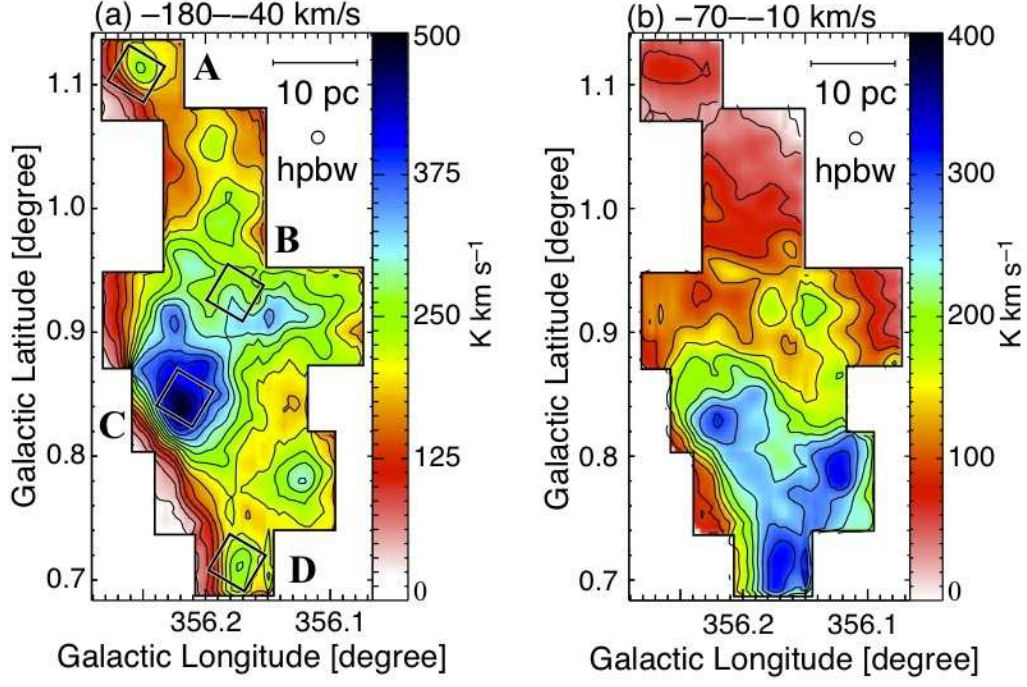 (a) −180−−40 km/s
A
10 pc
hpbw
B
C
D
1.1
1.0
0.9
0.8
0.7
Galactic Latitude [degree]
356.2 356.1
Galactic Longitude [degree]
500
375
250
125
0
K km s⁻¹
(b) −70−−10 km/s
10 pc
hpbw
1.1
1.0
0.9
0.8
0.7
Galactic Latitude [degree]
356.2 356.1
Galactic Longitude [degree]
400
300
200
100
0
K km s⁻¹